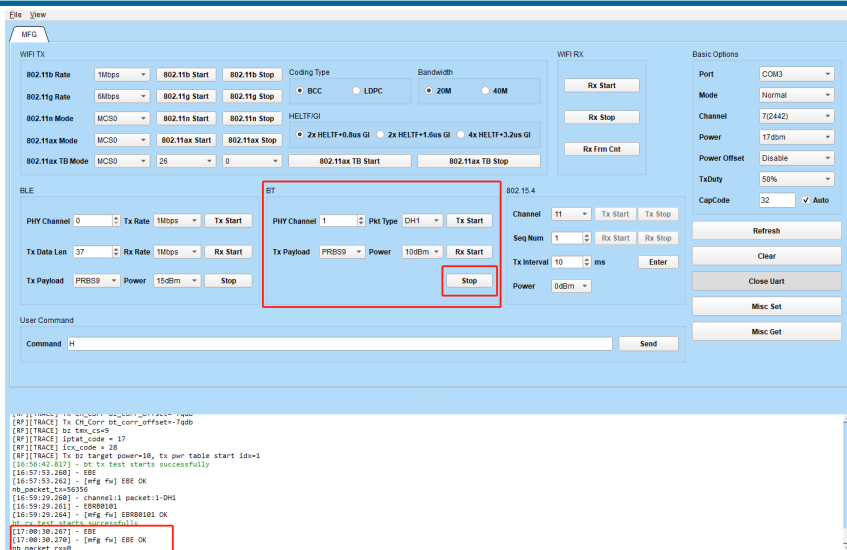 File View
MFG
WIFI TX
802.11b Rate 1Mbps 802.11b Start 802.11b Stop
802.11g Rate 6Mbps 802.11g Start 802.11g Stop
802.11n Mode MCS0 802.11n Start 802.11n Stop
802.11ax Mode MCS0 802.11ax Start 802.11ax Stop
802.11ax TB Mode MCS0 26 0 802.11ax TB Start 802.11ax TB Stop
Coding Type
BCC LDPC
Bandwidth
20M 40M
HELTF/GI
2x HELTF+0.8us GI 2x HELTF+1.6us GI 4x HELTF+3.2us GI
WIFI RX
Rx Start
Rx Stop
Rx Frm Cnt
Basic Options
Port COM3
Mode Normal
Channel 7(2442)
Power 17dbm
Power Offset Disable
TxDuty 50%
CapCode 32 Auto
BLE
PHY Channel 0 Tx Rate 1Mbps Tx Start
Tx Data Len 37 Rx Rate 1Mbps Rx Start
Tx Payload PRBS9 Power 15dBm Stop
BT
PHY Channel 1 Pkt Type DH1 Tx Start
Tx Payload PRBS9 Power 10dBm Rx Start
Stop
802.15.4
Channel 11 Tx Start Tx Stop
Seq Num 1 Rx Start Rx Stop
Tx Interval 10 ms Enter
Power 0dBm
Refresh
Clear
Close Uart
Misc Set
Misc Get
User Command
Command H Send
[RF][TRACE] Tx CH_Corr bz_corr_offset=-7qdb
[RF][TRACE] Tx CH_Corr bt_corr_offset=-7qdb
[RF][TRACE] bz tmx_cs=9
[RF][TRACE] iptat_code = 17
[RF][TRACE] icx_code = 28
[RF][TRACE] Tx bz target power=10, tx pwr table start idx=1
[16:56:42.817] - bt tx test starts successfully
[16:57:53.260] - EBE
[16:57:53.262] - [mfg fw] EBE OK
nb_packet_tx=56356
[16:59:29.260] - channel:1 packet:1-DH1
[16:59:29.261] - EBRB0101
[16:59:29.264] - [mfg fw] EBRB0101 OK
bt rx test starts successfully
[17:00:30.267] - EBE
[17:00:30.270] - [mfg fw] EBE OK
nb_packet_rx=0